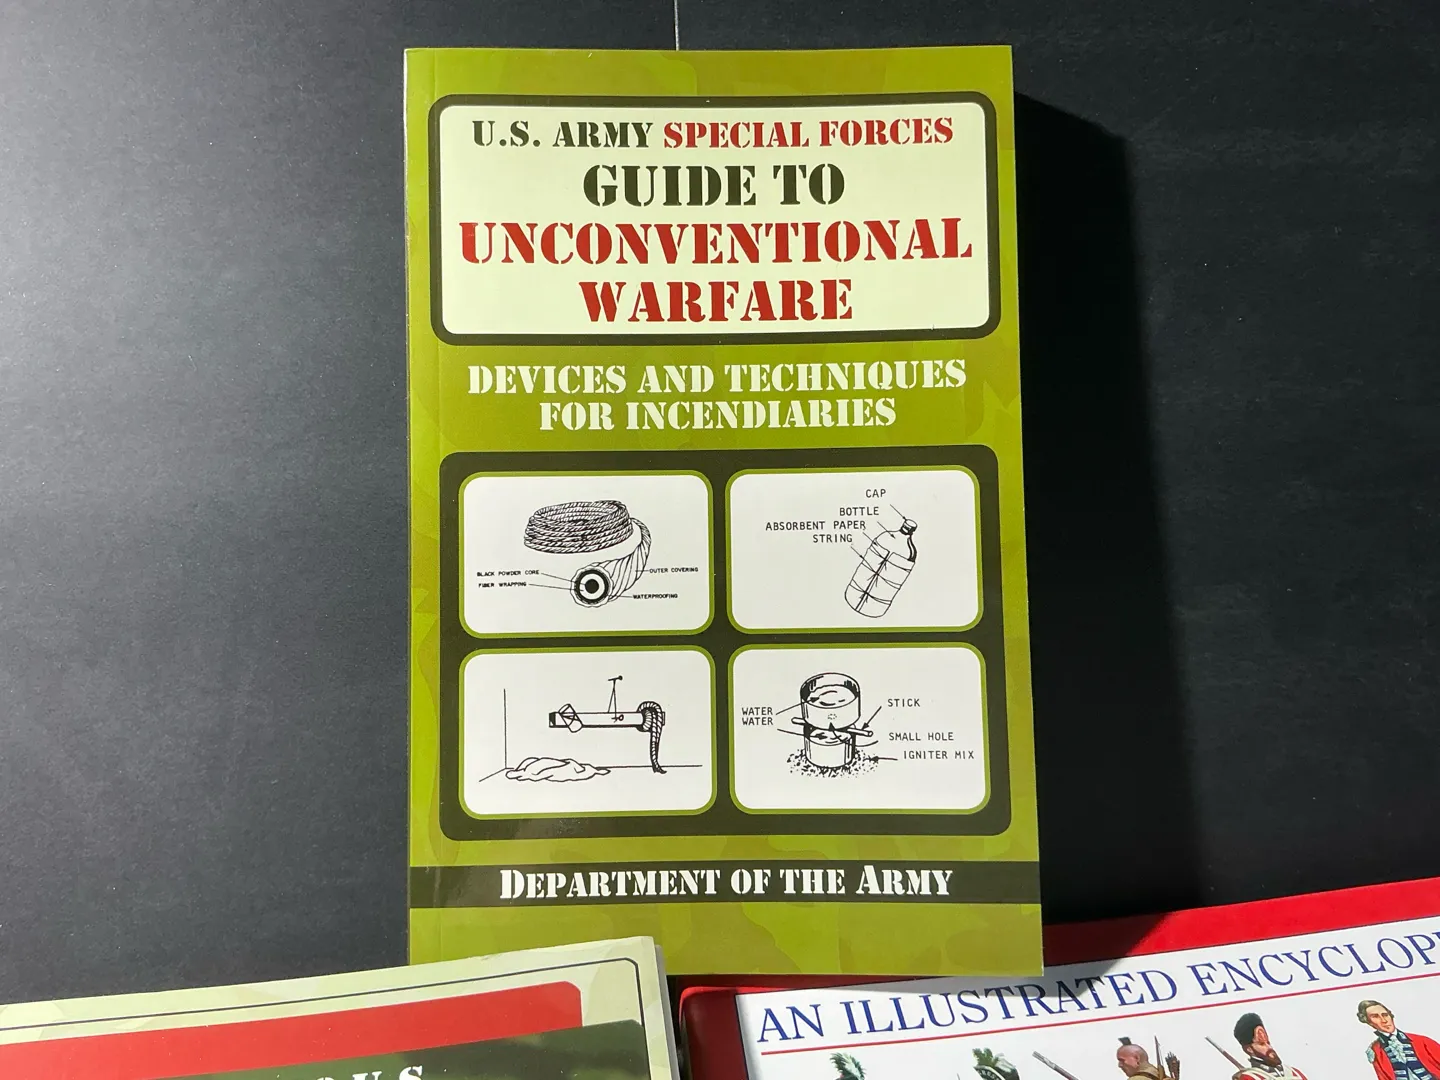 U.S. ARMY SPECIAL FORCES
GUIDE TO
UNCONVENTIONAL
WARFARE
DEVICES AND TECHNIQUES
FOR INCENDIARIES
BLACK POWDER CORE
FIBER WRAPPING
OUTER COVERING
WATERPROOFING
CAP
BOTTLE
ABSORBENT PAPER
STRING
WATER
WATER
STICK
SMALL HOLE
IGNITER MIX
DEPARTMENT OF THE ARMY
AN ILLUSTRATED